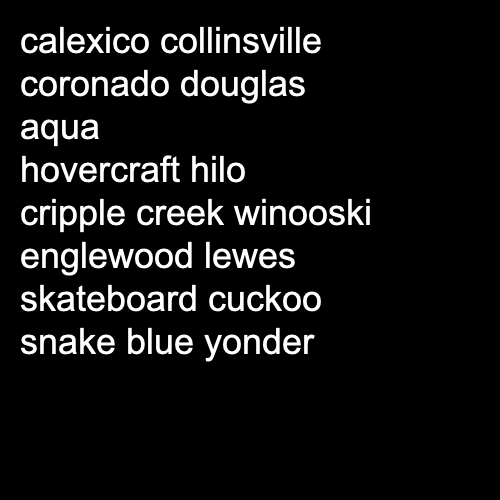 calexico collinsville
coronado douglas
aqua
hovercraft hilo
cripple creek winooski
englewood lewes
skateboard cuckoo
snake blue yonder